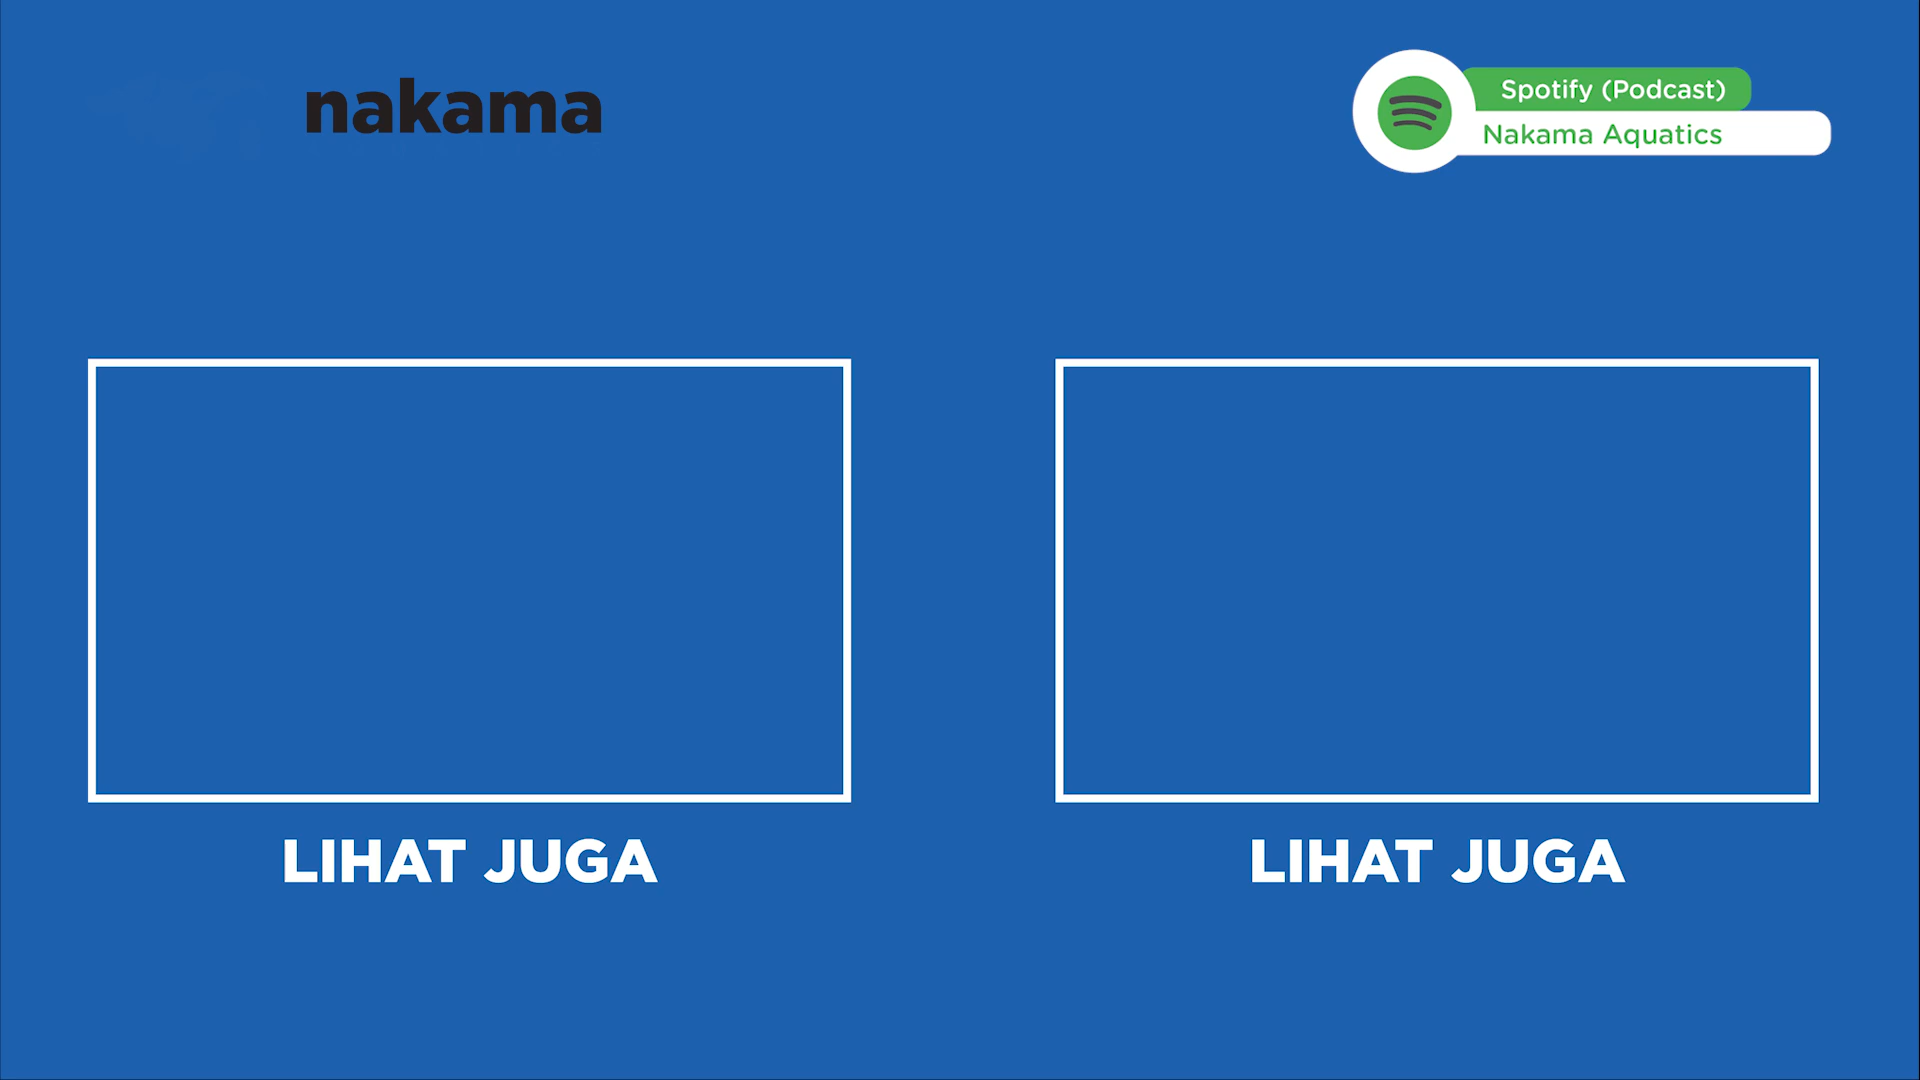 nakama
Spotify (Podcast)
Nakama Aquatics
LIHAT JUGA
LIHAT JUGA